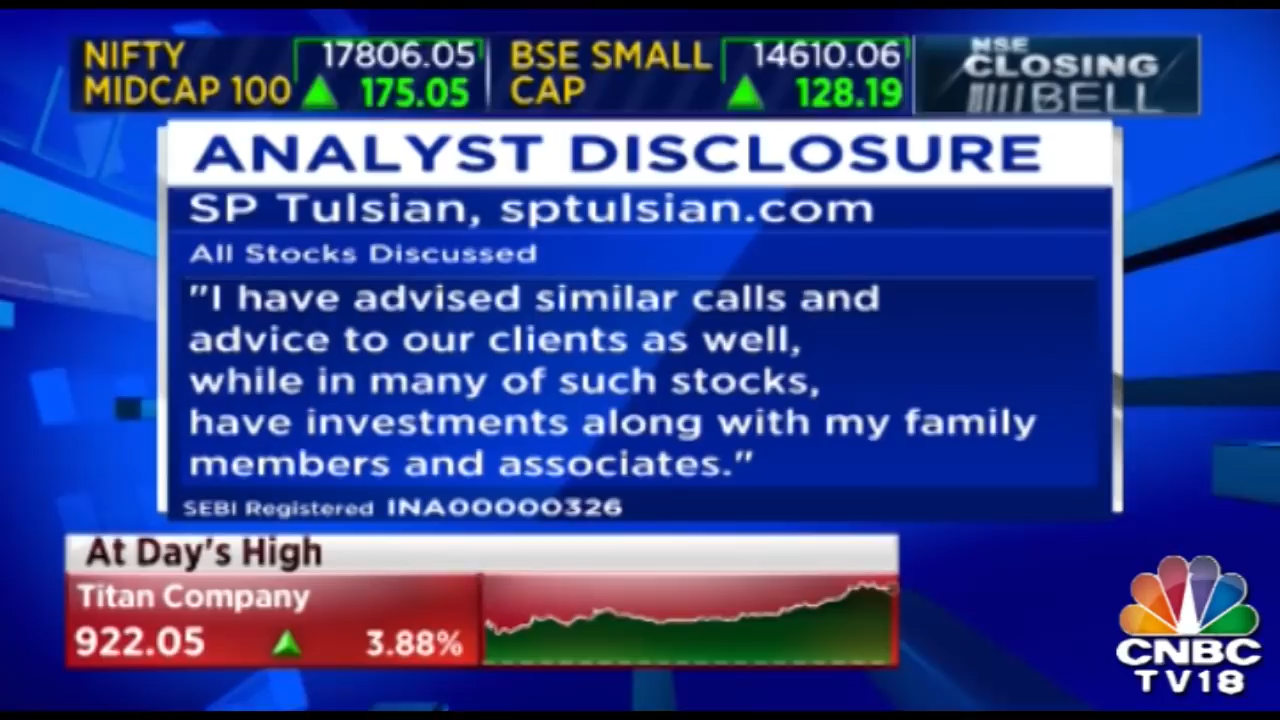 NIFTY
MIDCAP 100
17806.05
175.05
BSE SMALL
CAP
14610.06
128.19
NSE
CLOSING
BELL
ANALYST DISCLOSURE
SP Tulsian, sptulsian.com
All Stocks Discussed
"I have advised similar calls and
advice to our clients as well,
while in many of such stocks,
have investments along with my family
members and associates."
SEBI Registered INA00000326
At Day's High
Titan Company
922.05 3.88%
CNBC
TV18